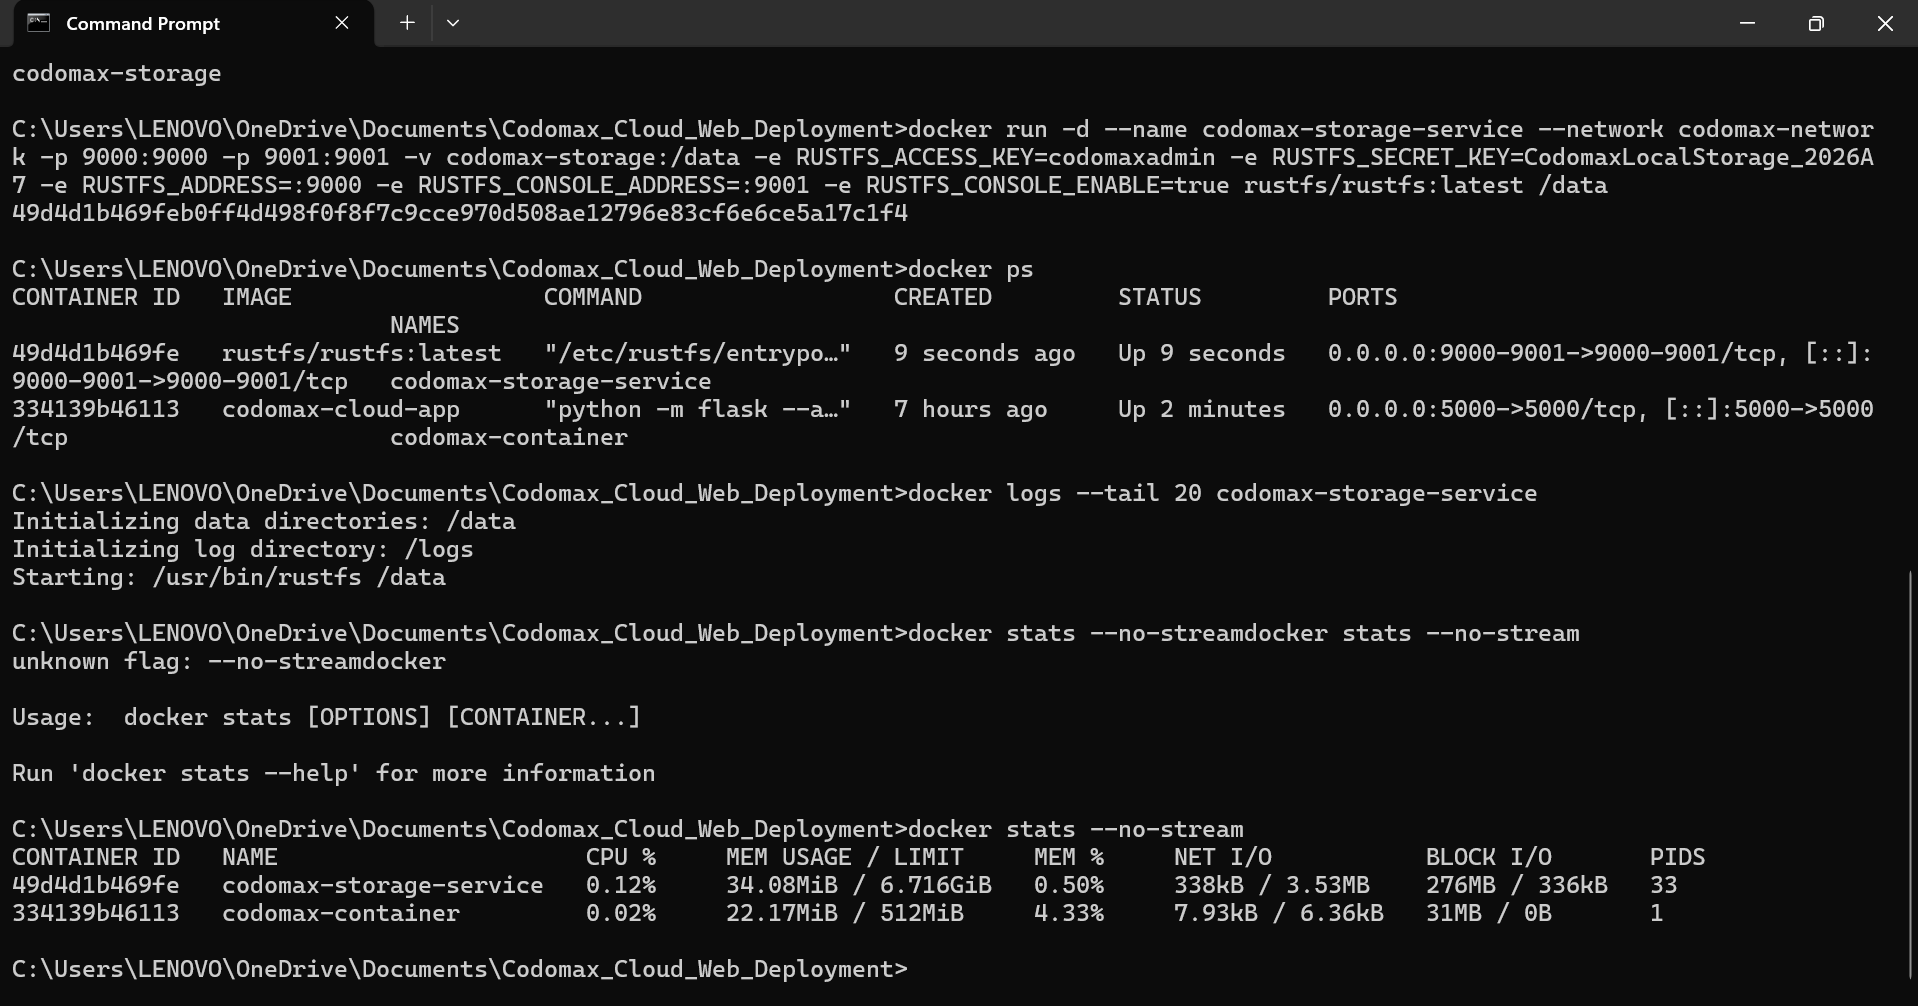 Command Prompt
codomax-storage
C:\Users\LENOVO\OneDrive\Documents\Codomax_Cloud_Web_Deployment>docker run -d --name codomax-storage-service --network codomax-networ
k -p 9000:9000 -p 9001:9001 -v codomax-storage:/data -e RUSTFS_ACCESS_KEY=codomaxadmin -e RUSTFS_SECRET_KEY=CodomaxLocalStorage_2026A
7 -e RUSTFS_ADDRESS=:9000 -e RUSTFS_CONSOLE_ADDRESS=:9001 -e RUSTFS_CONSOLE_ENABLE=true rustfs/rustfs:latest /data
49d4d1b469feb0ff4d498f0f8f7c9cce970d508ae12796e83cf6e6ce5a17c1f4
C:\Users\LENOVO\OneDrive\Documents\Codomax_Cloud_Web_Deployment>docker ps
CONTAINER ID   IMAGE                  COMMAND                  CREATED         STATUS         PORTS
                           NAMES
49d4d1b469fe   rustfs/rustfs:latest   "/etc/rustfs/entrypo…"   9 seconds ago   Up 9 seconds   0.0.0.0:9000-9001->9000-9001/tcp, [::]:
9000-9001->9000-9001/tcp   codomax-storage-service
334139b46113   codomax-cloud-app      "python -m flask --a…"   7 hours ago     Up 2 minutes   0.0.0.0:5000->5000/tcp, [::]:5000->5000
/tcp                       codomax-container
C:\Users\LENOVO\OneDrive\Documents\Codomax_Cloud_Web_Deployment>docker logs --tail 20 codomax-storage-service
Initializing data directories: /data
Initializing log directory: /logs
Starting: /usr/bin/rustfs /data
C:\Users\LENOVO\OneDrive\Documents\Codomax_Cloud_Web_Deployment>docker stats --no-streamdocker stats --no-stream
unknown flag: --no-streamdocker
Usage:  docker stats [OPTIONS] [CONTAINER...]
Run 'docker stats --help' for more information
C:\Users\LENOVO\OneDrive\Documents\Codomax_Cloud_Web_Deployment>docker stats --no-stream
CONTAINER ID   NAME                      CPU %     MEM USAGE / LIMIT     MEM %     NET I/O           BLOCK I/O      PIDS
49d4d1b469fe   codomax-storage-service   0.12%     34.08MiB / 6.716GiB   0.50%     338kB / 3.53MB    276MB / 336kB   33
334139b46113   codomax-container         0.02%     22.17MiB / 512MiB     4.33%     7.93kB / 6.36kB   31MB / 0B       1
C:\Users\LENOVO\OneDrive\Documents\Codomax_Cloud_Web_Deployment>